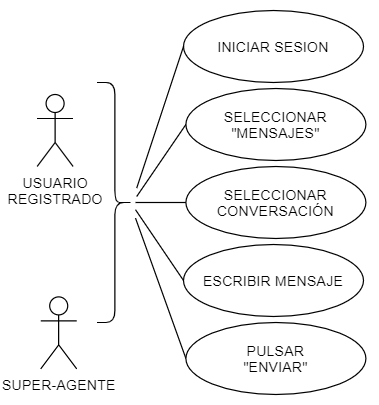 INICIAR SESION
SELECCIONAR
"MENSAJES"
USUARIO
REGISTRADO
SELECCIONAR
CONVERSACIÓN
ESCRIBIR MENSAJE
PULSAR
"ENVIAR"
SUPER-AGENTE